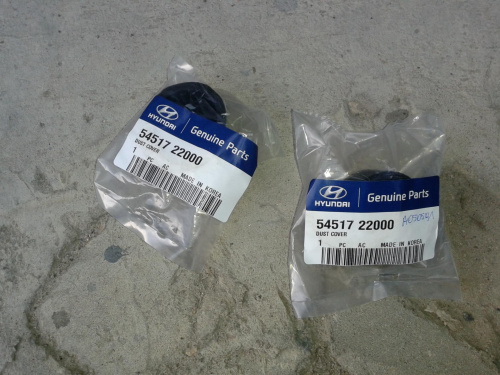 HYUNDAI
Genuine Parts
54517 22000
DUST COVER
1 PC AC MADE IN KOREA
HYUNDAI
Genuine Parts
54517 22000
DUST COVER
1 PC AC MADE IN KOREA